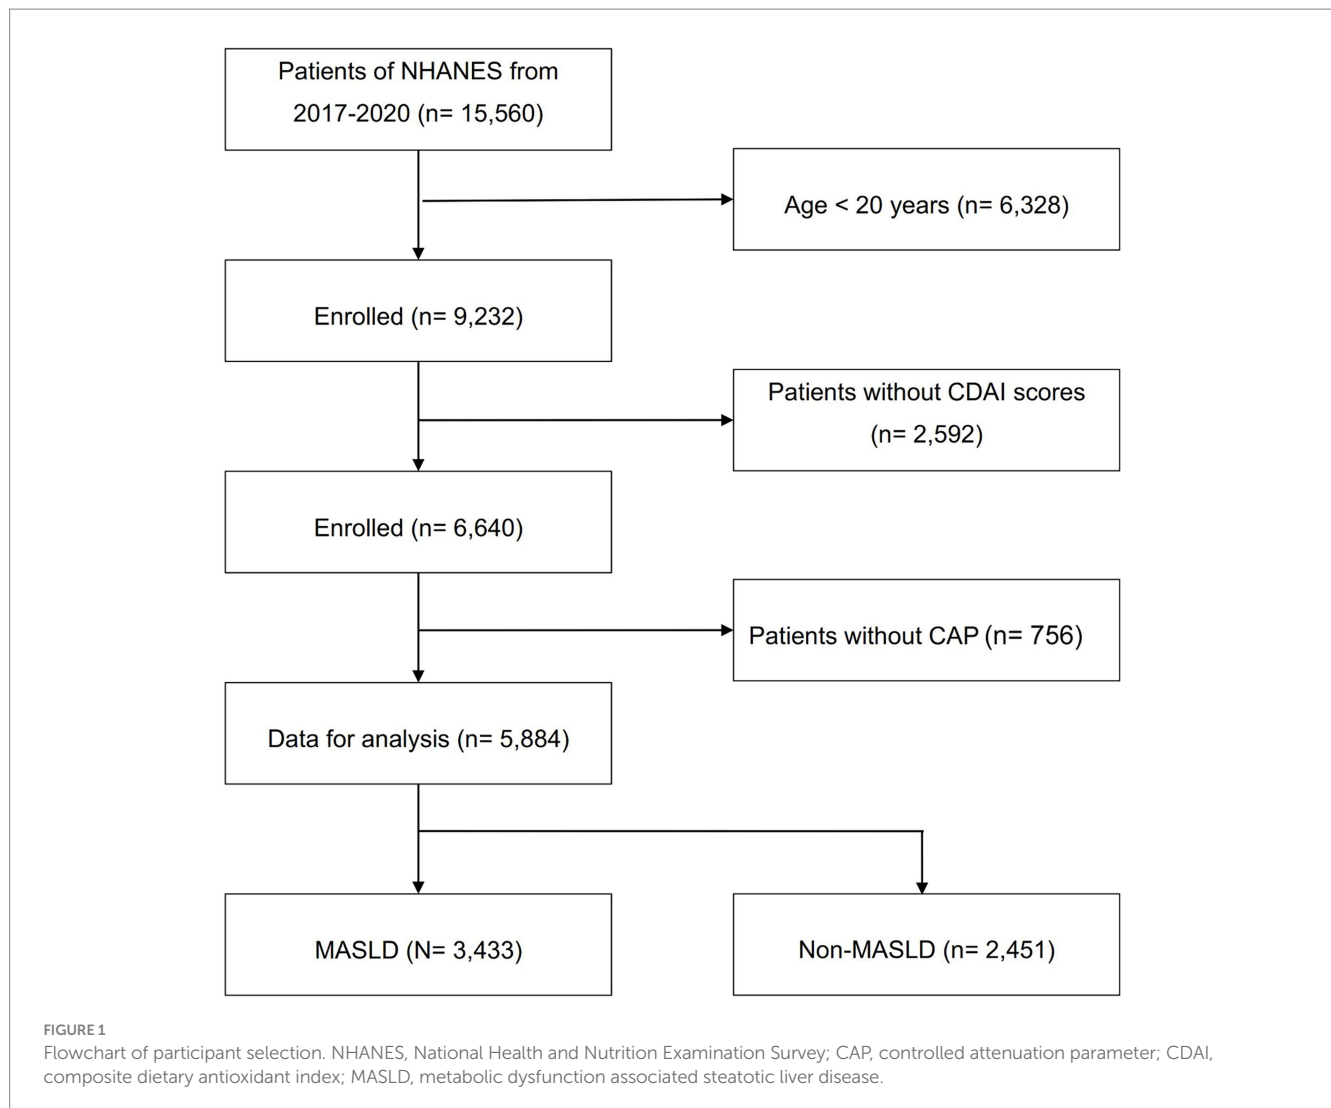 Patients of NHANES from
2017-2020 (n= 15,560)
Age < 20 years (n= 6,328)
Enrolled (n= 9,232)
Patients without CDAI scores
(n= 2,592)
Enrolled (n= 6,640)
Patients without CAP (n= 756)
Data for analysis (n= 5,884)
MASLD (N= 3,433)
Non-MASLD (n= 2,451)
FIGURE 1
Flowchart of participant selection. NHANES, National Health and Nutrition Examination Survey; CAP, controlled attenuation parameter; CDAI,
composite dietary antioxidant index; MASLD, metabolic dysfunction associated steatotic liver disease.